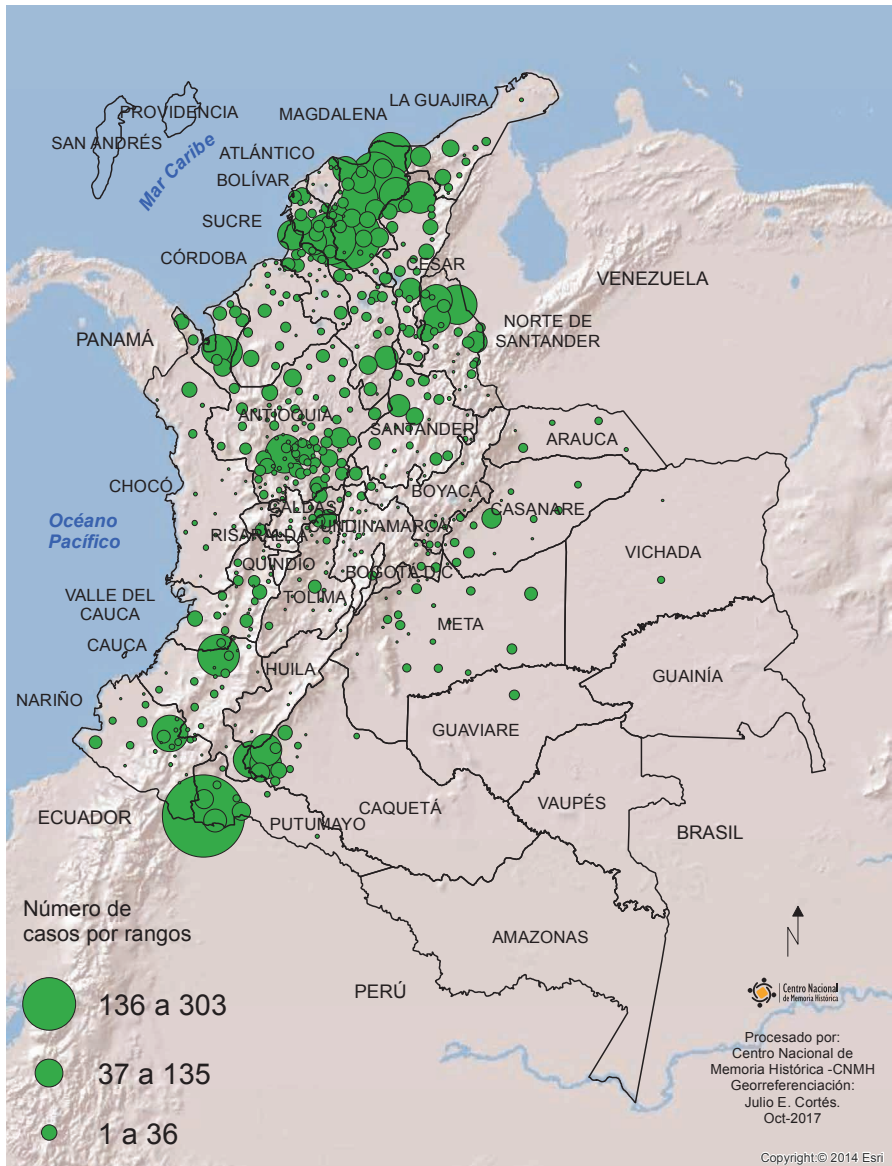 LA GUAJIRA
MAGDALENA
PROVIDENCIA
SAN ANDRÉS
ATLÁNTICO
Mar Caribe
BOLÍVAR
SUCRE
CÓRDOBA
CESAR
VENEZUELA
NORTE DE
SANTANDER
PANAMÁ
ANTIOQUIA
SANTANDER
ARAUCA
CHOCÓ
BOYACÁ
CASANARE
CALDAS
Océano
Pacífico
CUNDINAMARCA
RISARALDA
VICHADA
QUINDÍO
BOGOTÁ D.C.
VALLE DEL
CAUCA
TOLIMA
META
CAUCA
HUILA
GUAINÍA
NARIÑO
GUAVIARE
CAQUETÁ
VAUPÉS
ECUADOR
PUTUMAYO
BRASIL
Número de
casos por rangos
AMAZONAS
PERÚ
136 a 303
37 a 135
1 a 36
Centro Nacional
de Memoria Histórica
Procesado por:
Centro Nacional de
Memoria Histórica -CNMH
Georreferenciación:
Julio E. Cortés.
Oct-2017
Copyright:© 2014 Esri